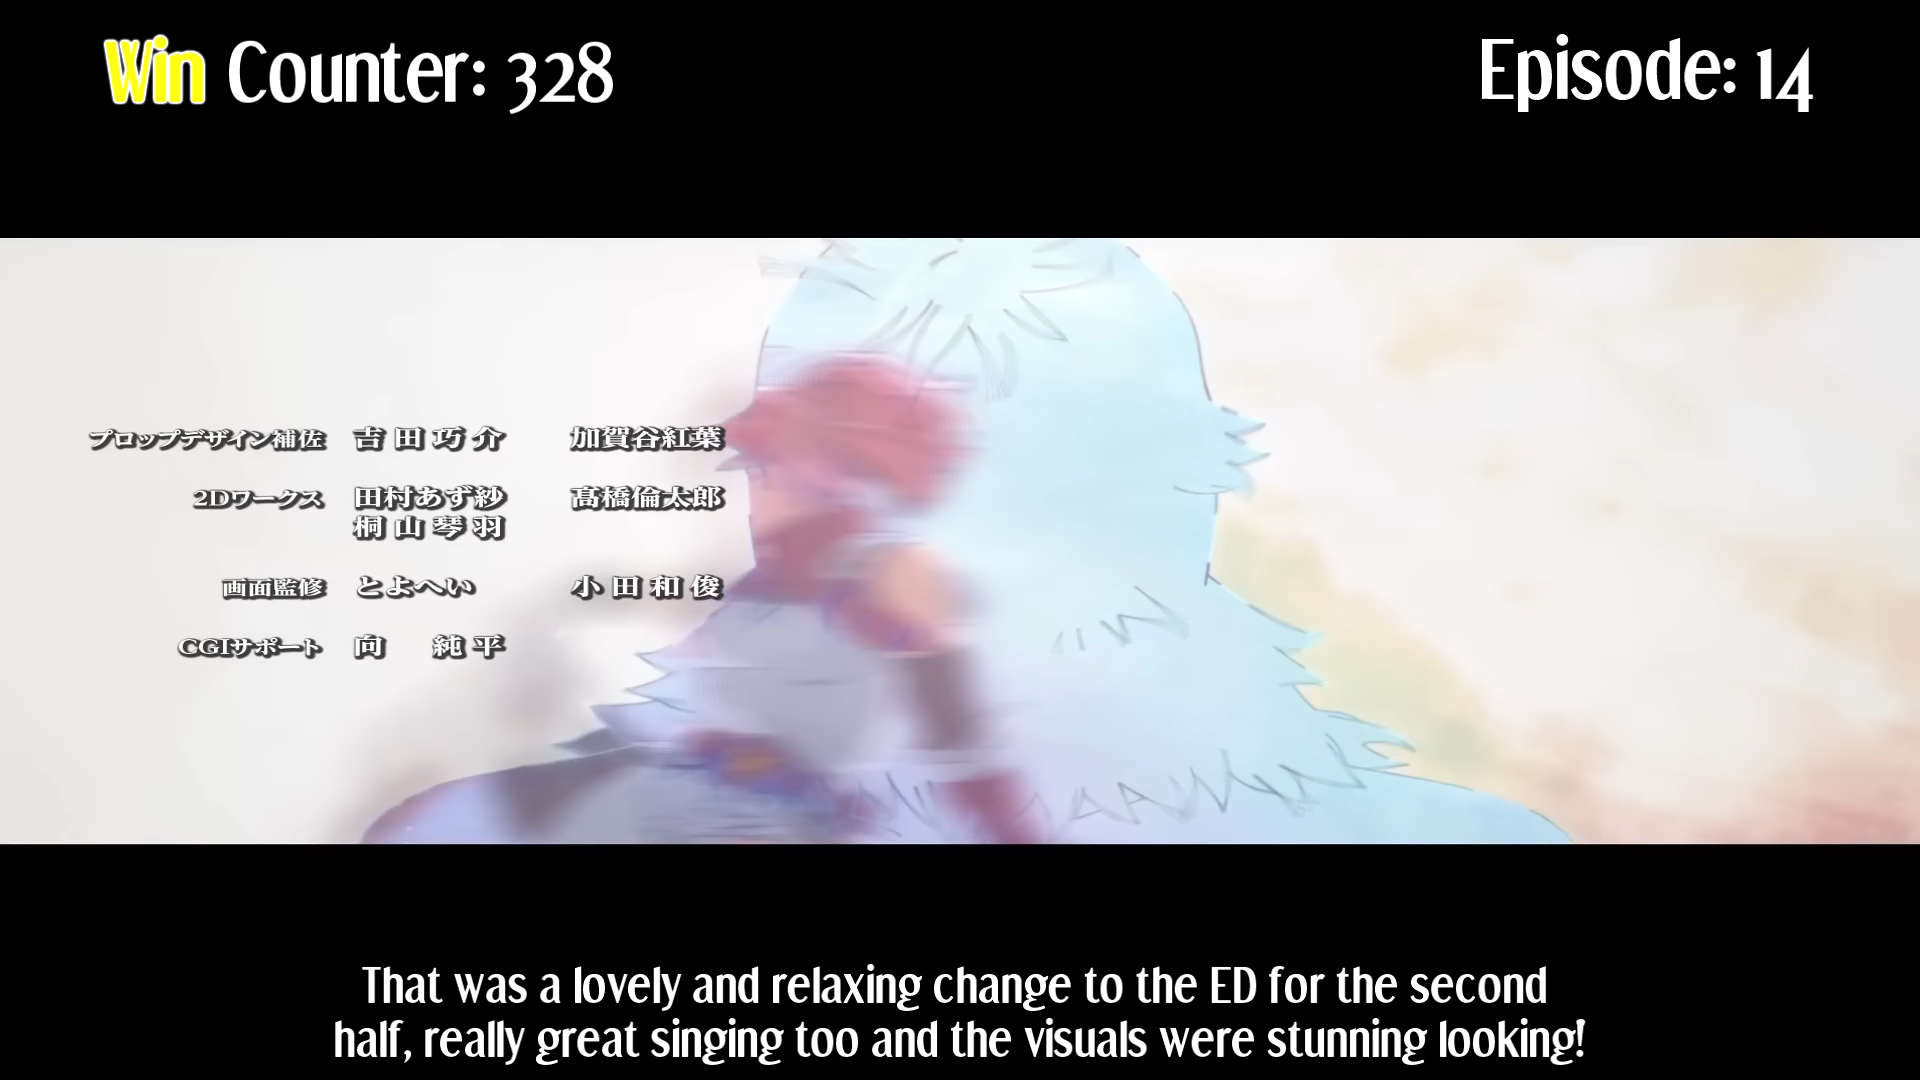 Win Counter: 328
Episode: 14
プロップデザイン補佐 吉田巧介 加賀谷紅葉
2Dワークス 田村あず紗 髙橋倫太郎
桐山琴羽
画面監修 とよへい 小田和俊
CGIサポート 向 純平
That was a lovely and relaxing change to the ED for the second
half, really great singing too and the visuals were stunning looking!